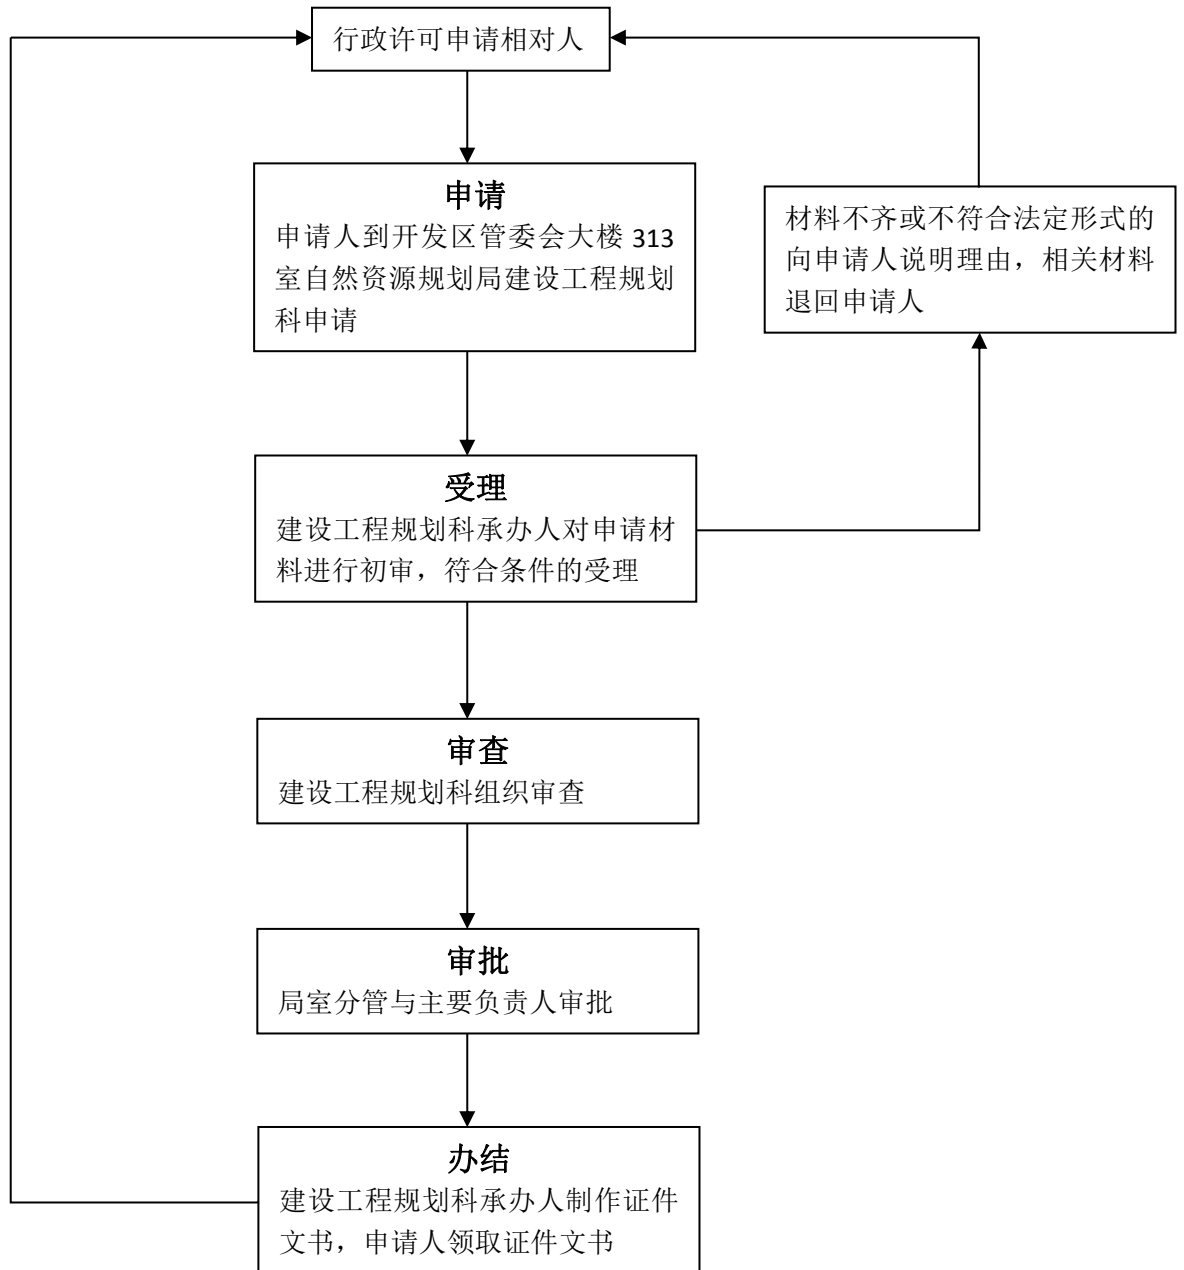 行政许可申请相对人
申请
申请人到开发区管委会大楼 313
室自然资源规划局建设工程规划
科申请
材料不齐或不符合法定形式的
向申请人说明理由，相关材料
退回申请人
受理
建设工程规划科承办人对申请材
料进行初审，符合条件的受理
审查
建设工程规划科组织审查
审批
局室分管与主要负责人审批
办结
建设工程规划科承办人制作证件
文书，申请人领取证件文书